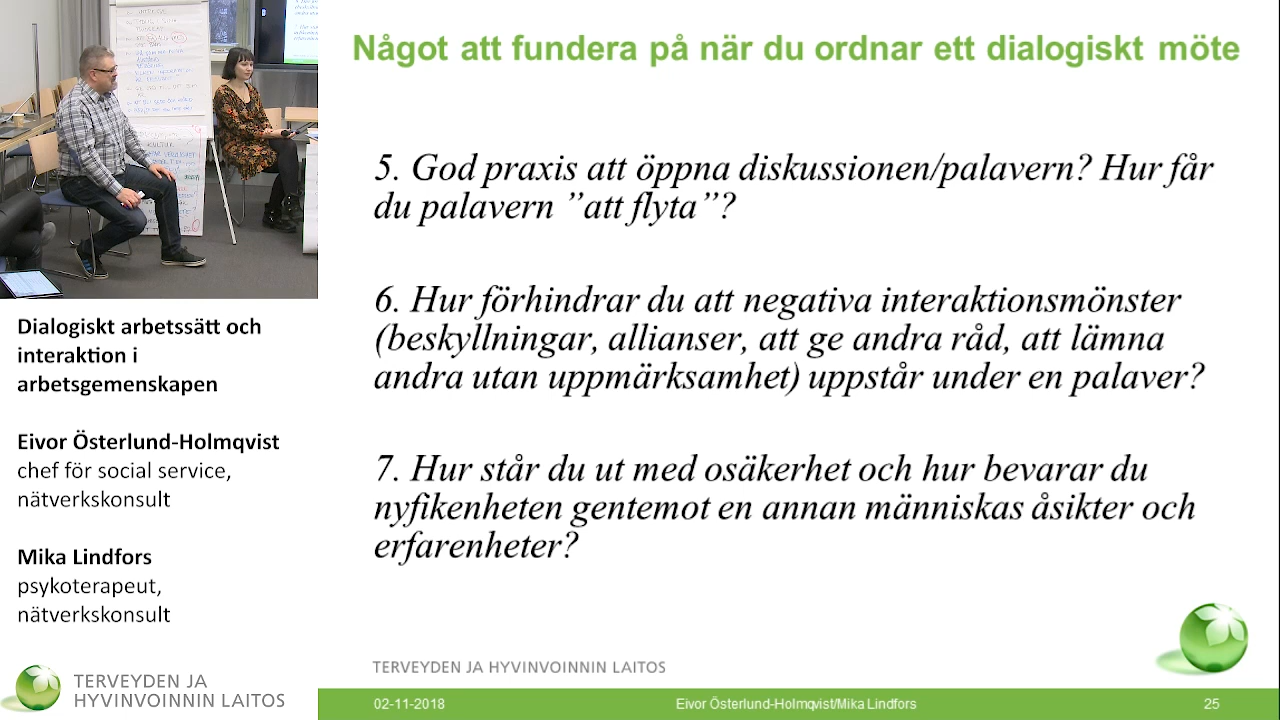 Något att fundera på när du ordnar ett dialogiskt möte
5. God praxis att öppna diskussionen/palavern? Hur får
du palavern ”att flyta”?
6. Hur förhindrar du att negativa interaktionsmönster
(beskyllningar, allianser, att ge andra råd, att lämna
andra utan uppmärksamhet) uppstår under en palaver?
7. Hur står du ut med osäkerhet och hur bevarar du
nyfikenheten gentemot en annan människas åsikter och
erfarenheter?
TERVEYDEN JA HYVINVOINNIN LAITOS
02-11-2018
Eivor Österlund-Holmqvist/Mika Lindfors
25
Dialogiskt arbetssätt och
interaktion i
arbetsgemenskapen
Eivor Österlund-Holmqvist
chef för social service,
nätverkskonsult
Mika Lindfors
psykoterapeut,
nätverkskonsult
TERVEYDEN JA
HYVINVOINNIN LAITOS